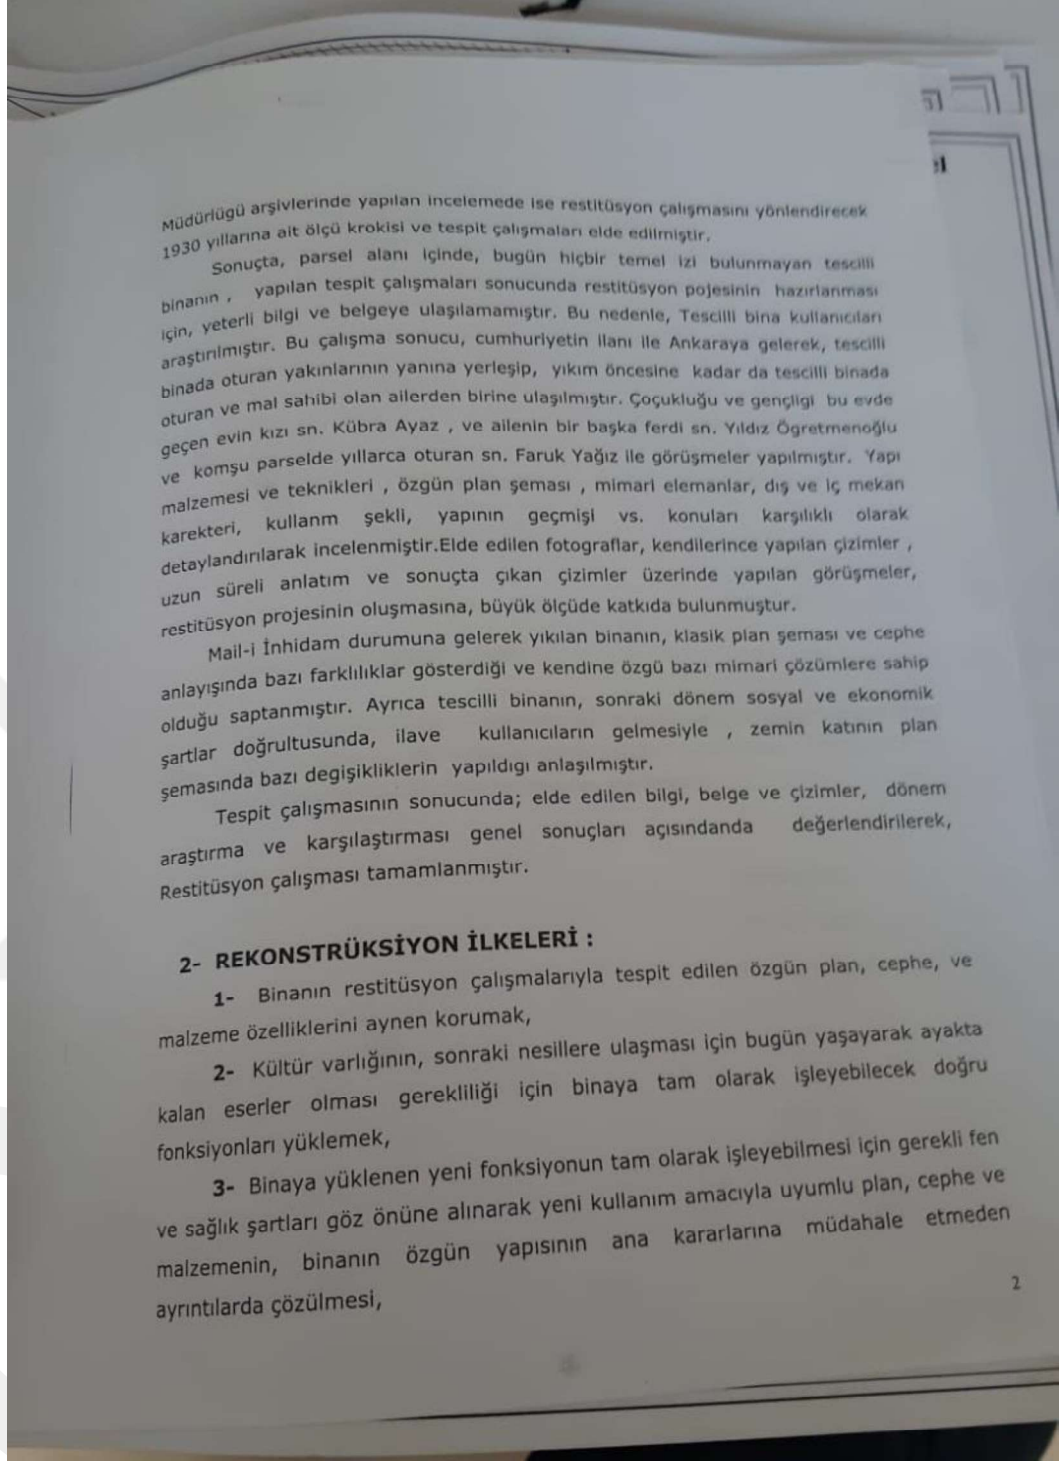 Müdürlügü arşivlerinde yapılan incelemede ise restitüsyon çalışmasını yönlendirecek
1930 yıllarına ait ölçü krokisi ve tespit çalışmaları elde edilmiştir.
Sonuçta, parsel alanı içinde, bugün hiçbir temel izi bulunmayan tescilli
binanın , yapılan tespit çalışmaları sonucunda restitüsyon pojesinin hazırlanması
için, yeterli bilgi ve belgeye ulaşılamamıştır. Bu nedenle, Tescilli bina kullanıcıları
araştırılmıştır. Bu çalışma sonucu, cumhuriyetin ilanı ile Ankaraya gelerek, tescilli
binada oturan yakınlarının yanına yerleşip, yıkım öncesine kadar da tescilli binada
oturan ve mal sahibi olan ailerden birine ulaşılmıştır. Çoçukluğu ve gençligi bu evde
geçen evin kızı sn. Kübra Ayaz , ve ailenin bir başka ferdi sn. Yıldız Ögretmenoğlu
ve komşu parselde yıllarca oturan sn. Faruk Yağız ile görüşmeler yapılmıştır. Yapı
malzemesi ve teknikleri , özgün plan şeması , mimari elemanlar, dış ve iç mekan
karekteri, kullanm şekli, yapının geçmişi vs. konuları karşılıklı olarak
detaylandırılarak incelenmiştir.Elde edilen fotograflar, kendilerince yapılan çizimler ,
uzun süreli anlatım ve sonuçta çıkan çizimler üzerinde yapılan görüşmeler,
restitüsyon projesinin oluşmasına, büyük ölçüde katkıda bulunmuştur.
Mail-i İnhidam durumuna gelerek yıkılan binanın, klasik plan şeması ve cephe
anlayışında bazı farklılıklar gösterdiği ve kendine özgü bazı mimari çözümlere sahip
olduğu saptanmıştır. Ayrıca tescilli binanın, sonraki dönem sosyal ve ekonomik
şartlar doğrultusunda, ilave kullanıcıların gelmesiyle , zemin katının plan
şemasında bazı degişikliklerin yapıldıgı anlaşılmıştır.
Tespit çalışmasının sonucunda; elde edilen bilgi, belge ve çizimler, dönem
araştırma ve karşılaştırması genel sonuçları açısındanda değerlendirilerek,
Restitüsyon çalışması tamamlanmıştır.
2- REKONSTRÜKSİYON İLKELERİ :
1- Binanın restitüsyon çalışmalarıyla tespit edilen özgün plan, cephe, ve
malzeme özelliklerini aynen korumak,
2- Kültür varlığının, sonraki nesillere ulaşması için bugün yaşayarak ayakta
kalan eserler olması gerekliliği için binaya tam olarak işleyebilecek doğru
fonksiyonları yüklemek,
3- Binaya yüklenen yeni fonksiyonun tam olarak işleyebilmesi için gerekli fen
ve sağlık şartları göz önüne alınarak yeni kullanım amacıyla uyumlu plan, cephe ve
malzemenin, binanın özgün yapısının ana kararlarına müdahale etmeden
ayrıntılarda çözülmesi,
2